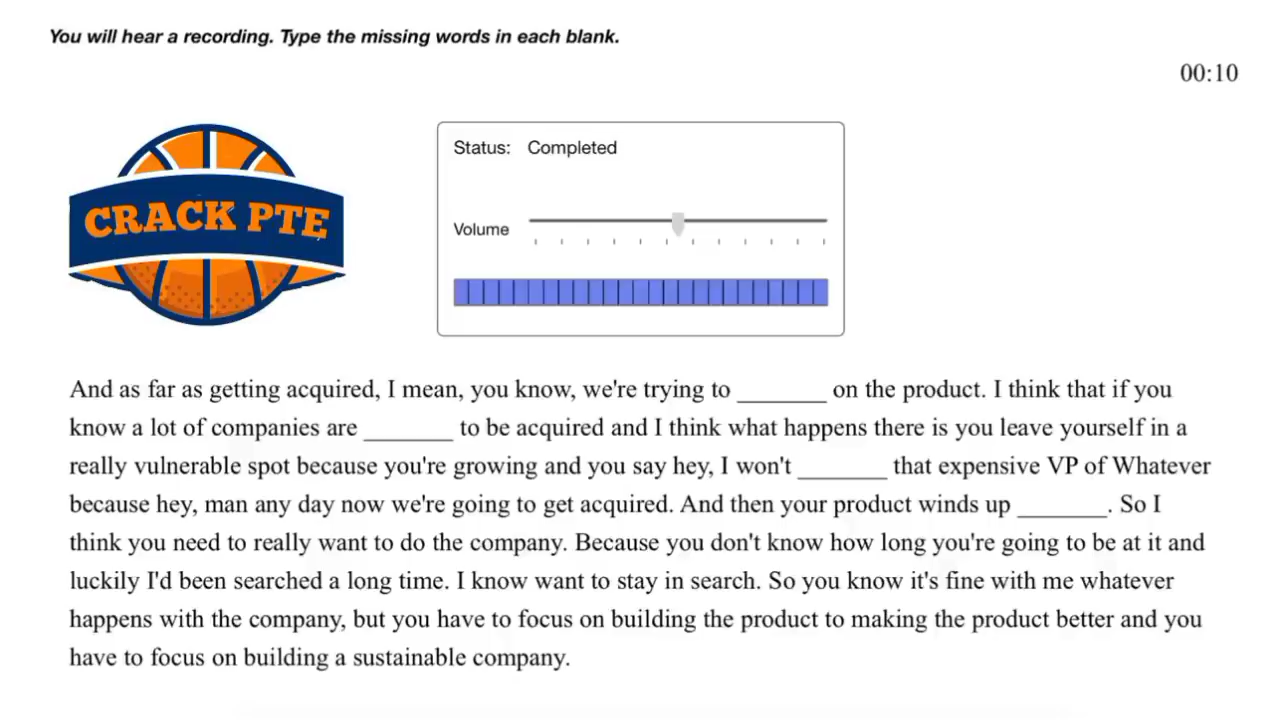 You will hear a recording. Type the missing words in each blank.
00:10
CRACK PTE
Status: Completed
Volume
And as far as getting acquired, I mean, you know, we're trying to ________ on the product. I think that if you
know a lot of companies are ________ to be acquired and I think what happens there is you leave yourself in a
really vulnerable spot because you're growing and you say hey, I won't ________ that expensive VP of Whatever
because hey, man any day now we're going to get acquired. And then your product winds up ________. So I
think you need to really want to do the company. Because you don't know how long you're going to be at it and
luckily I'd been searched a long time. I know want to stay in search. So you know it's fine with me whatever
happens with the company, but you have to focus on building the product to making the product better and you
have to focus on building a sustainable company.